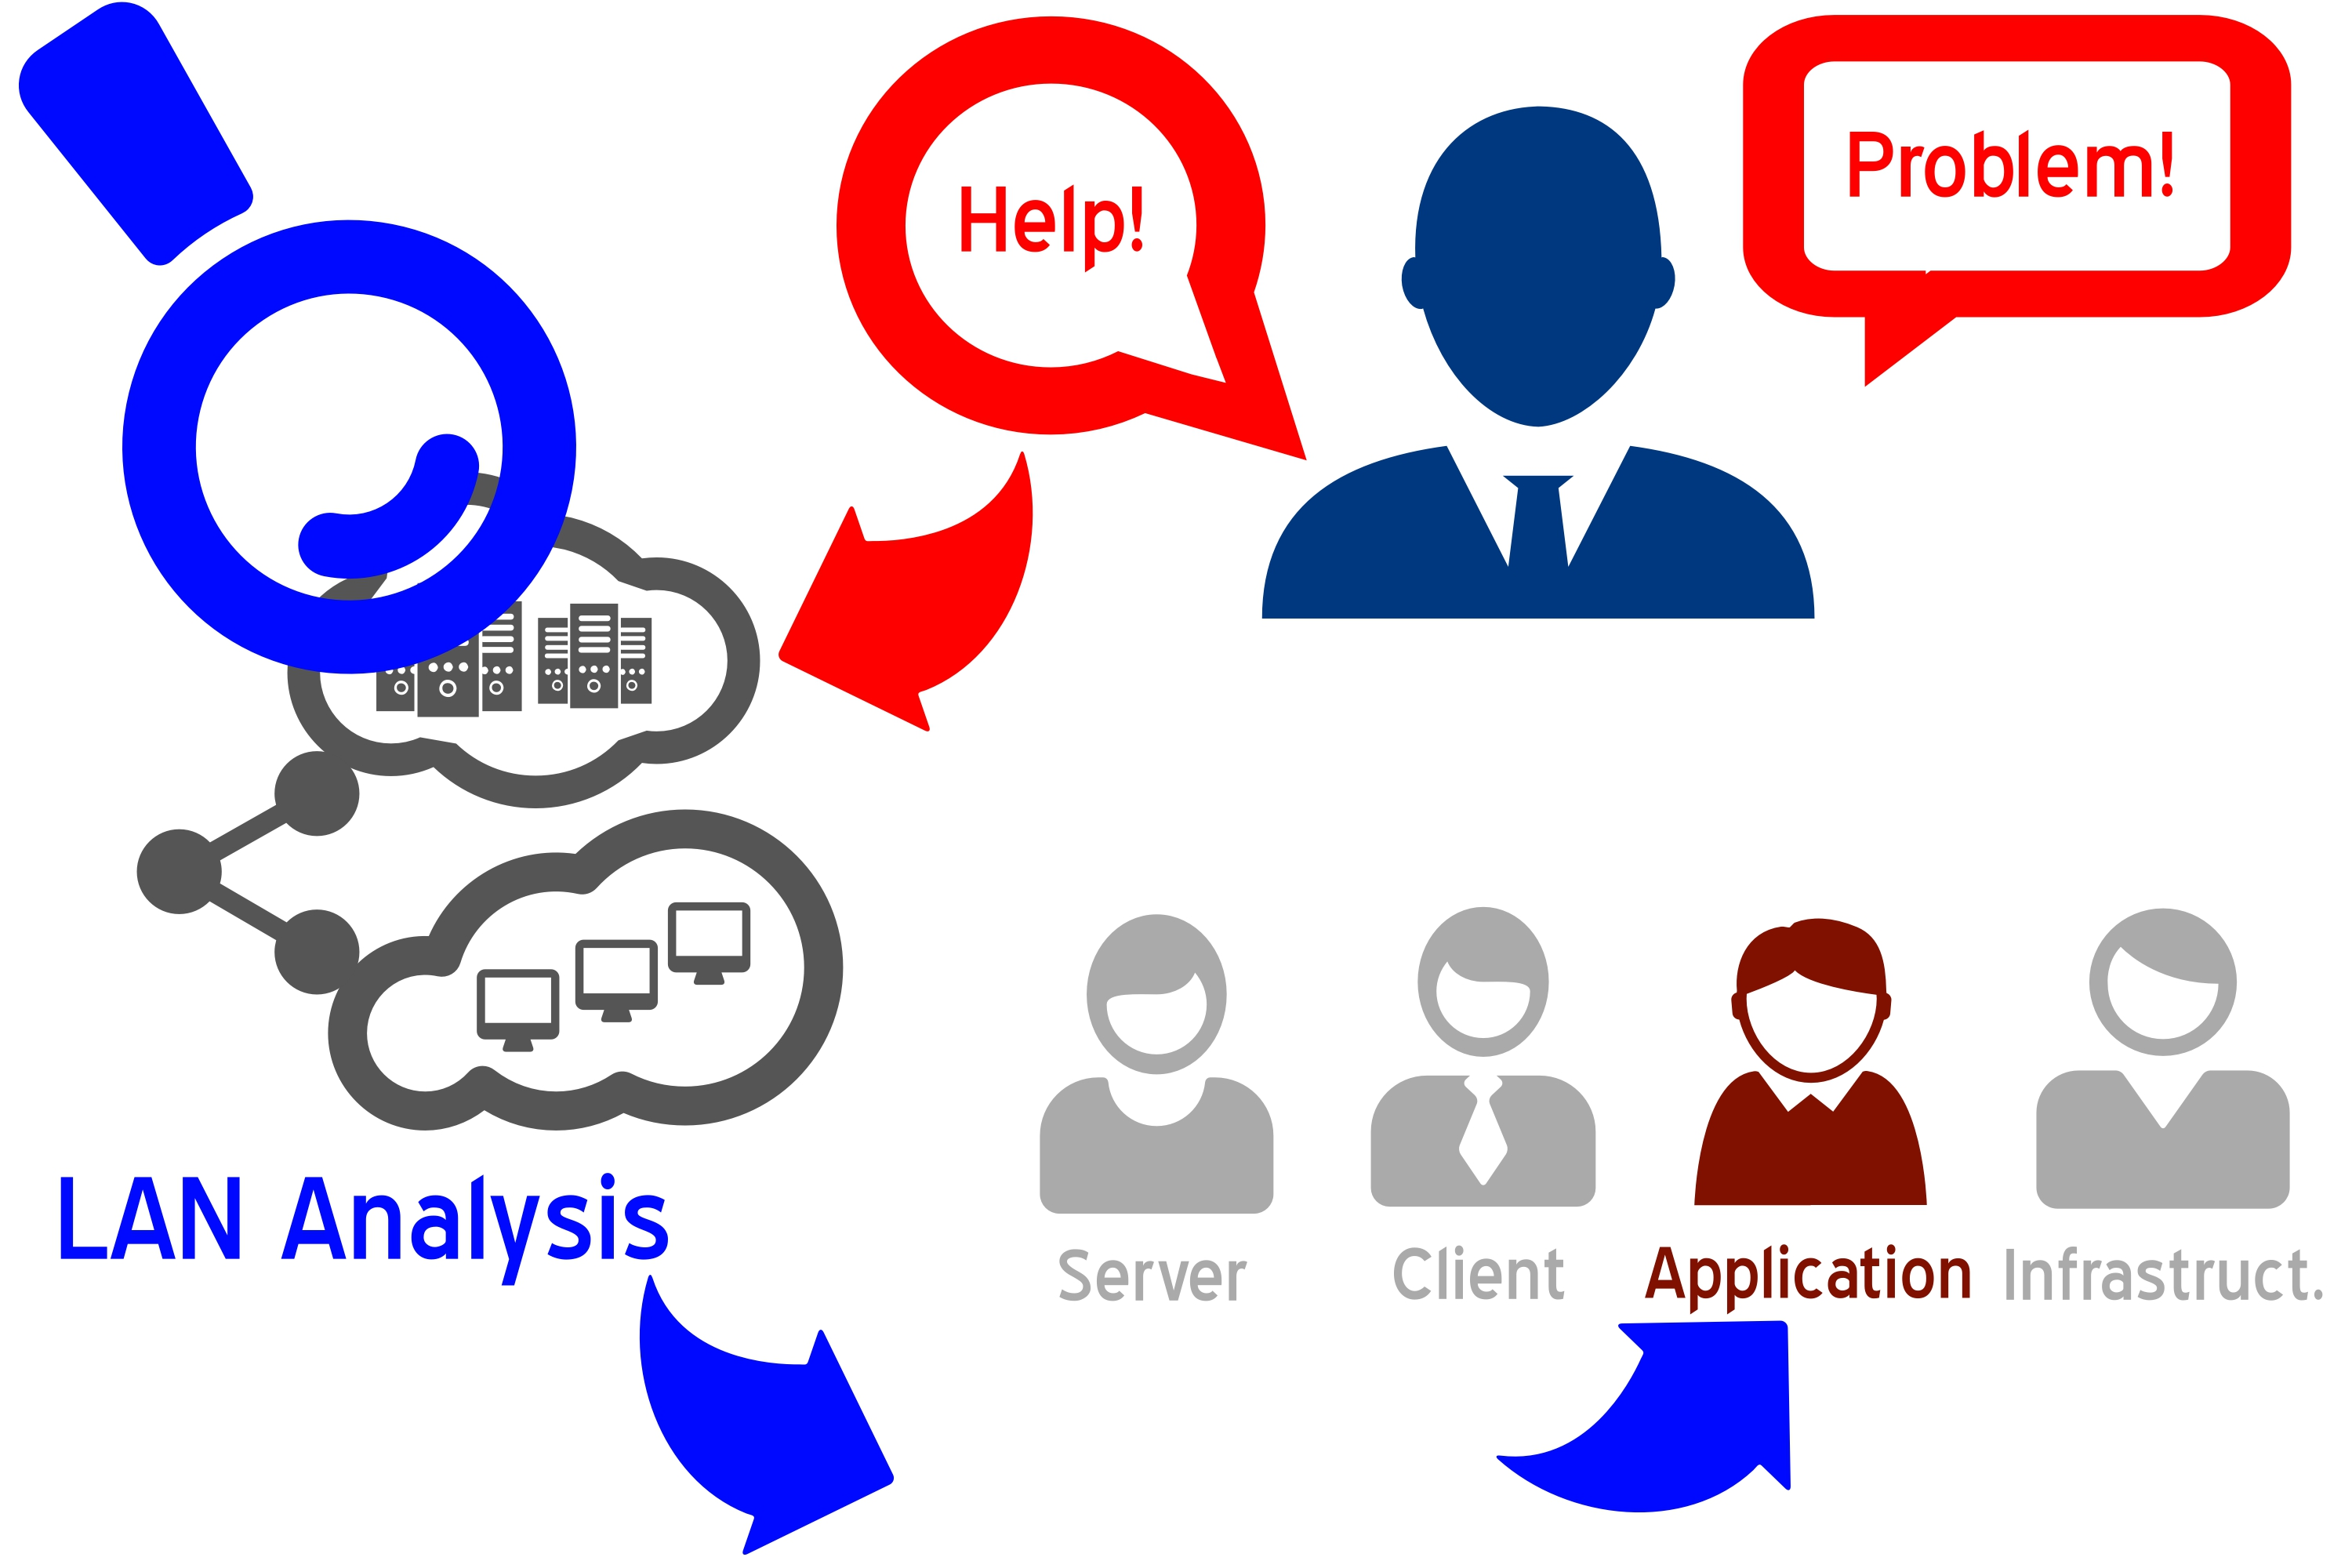 Help!
Problem!
LAN Analysis
Server
Client
Application
Infrastruct.